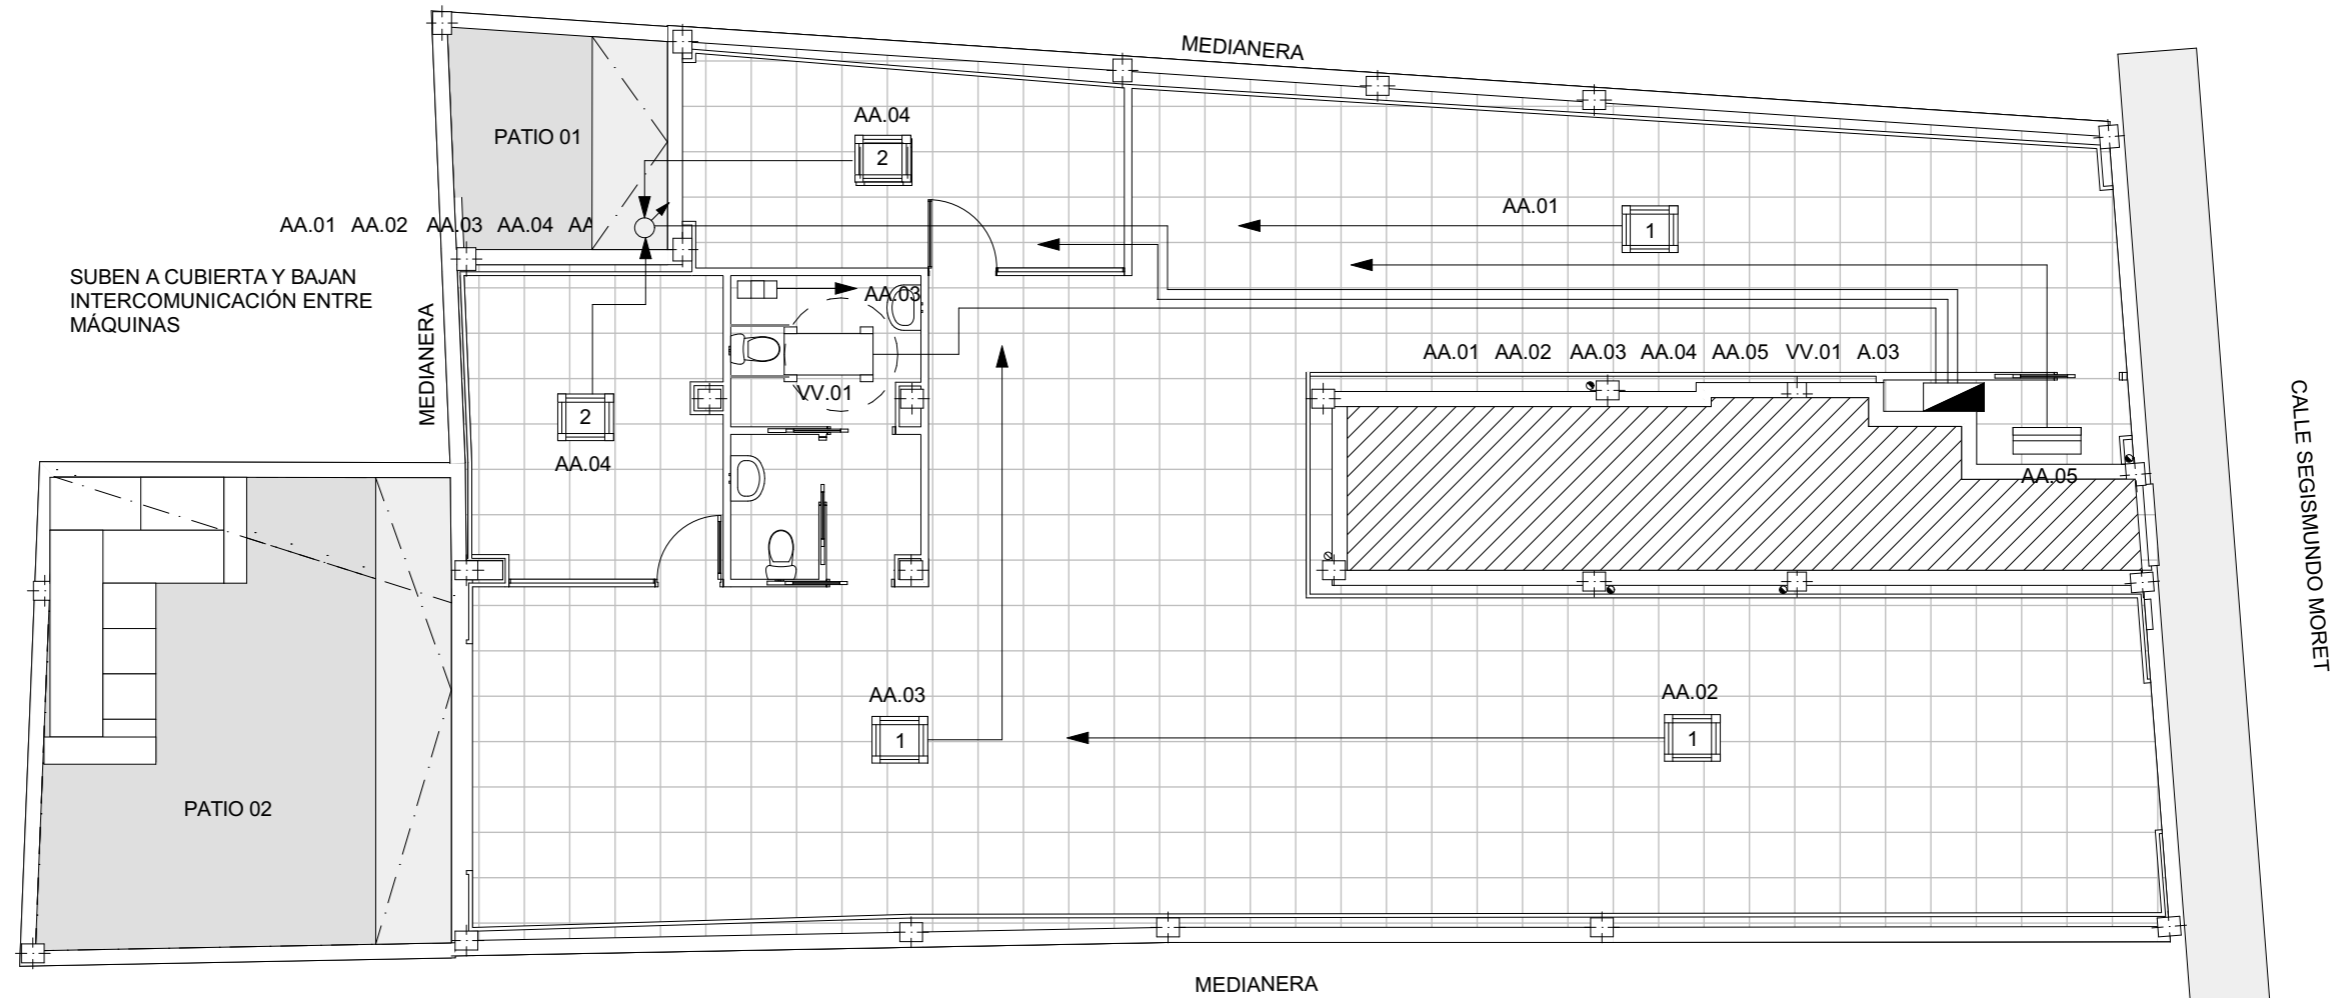 MEDIANERA
AA.04
PATIO 01
2
AA.01
1
AA.01 AA.02 AA.03 AA.04 AA
SUBEN A CUBIERTA Y BAJAN
INTERCOMUNICACIÓN ENTRE
MÁQUINAS
AA.03
MEDIANERA
AA.01 AA.02 AA.03 AA.04 AA.05 VV.01 A.03
VV.01
2
AA.04
AA.05
CALLE SEGISMUNDO MORET
AA.03
AA.02
1
1
PATIO 02
MEDIANERA